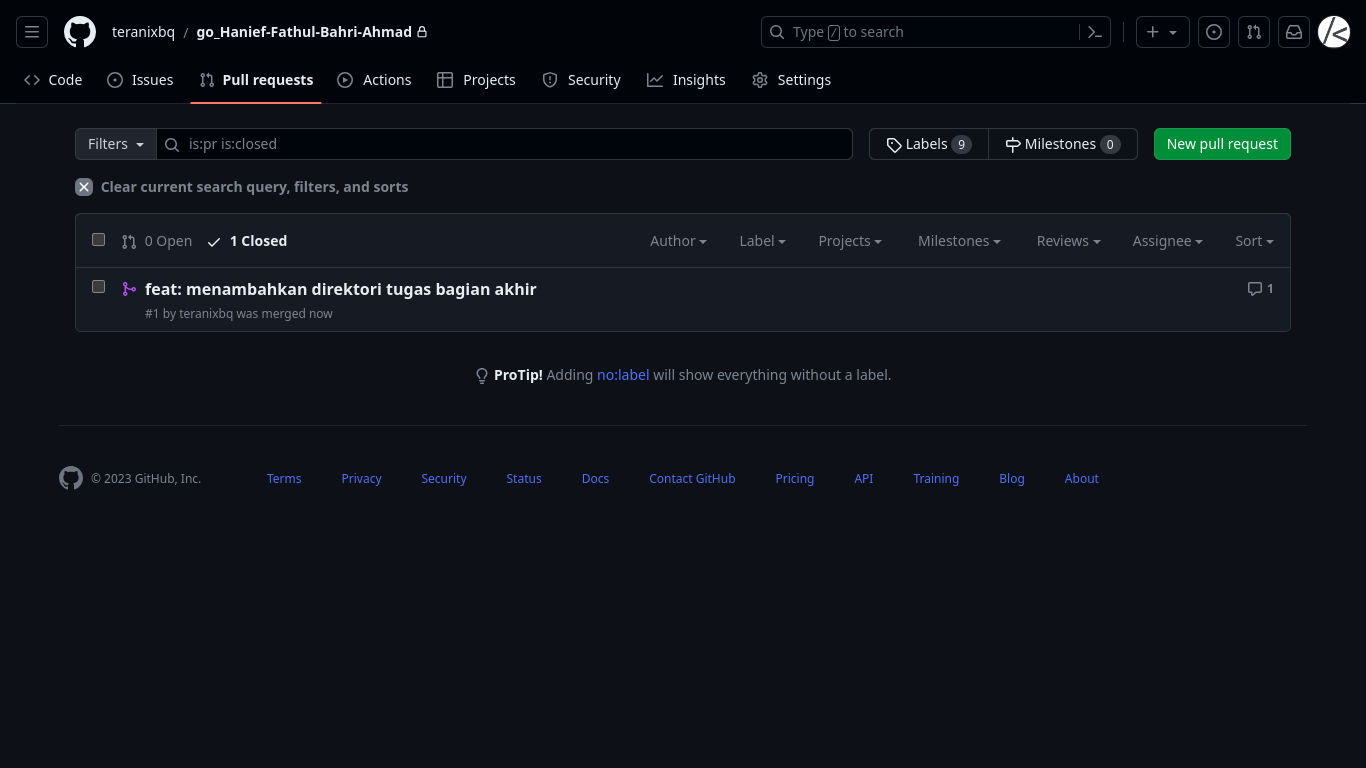 teranixbq / go_Hanief-Fathul-Bahri-Ahmad
Type / to search
Code Issues Pull requests Actions Projects Security Insights Settings
Filters is:pr is:closed Labels 9 Milestones 0 New pull request
Clear current search query, filters, and sorts
0 Open 1 Closed Author Label Projects Milestones Reviews Assignee Sort
feat: menambahkan direktori tugas bagian akhir 1
#1 by teranixbq was merged now
ProTip! Adding no:label will show everything without a label.
© 2023 GitHub, Inc. Terms Privacy Security Status Docs Contact GitHub Pricing API Training Blog About